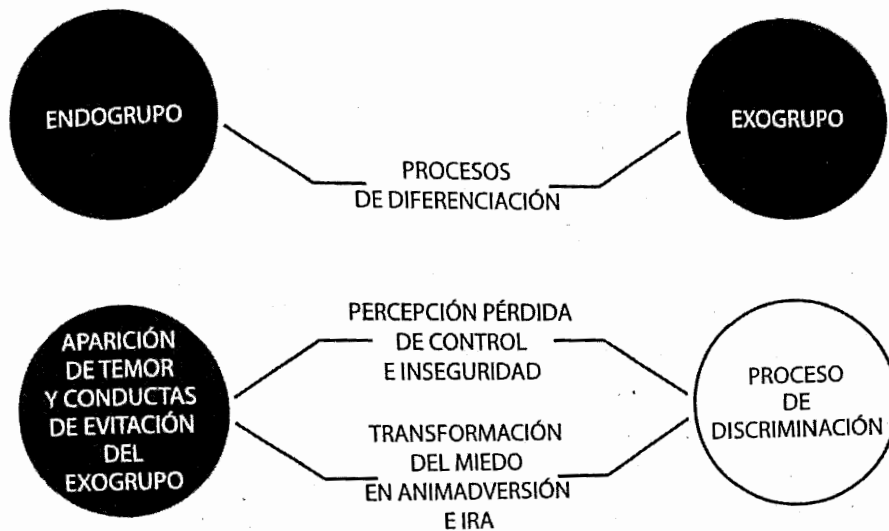 ENDOGRUPO
EXOGRUPO
PROCESOS
DE DIFERENCIACIÓN
APARICIÓN
DE TEMOR
Y CONDUCTAS
DE EVITACIÓN
DEL
EXOGRUPO
PERCEPCIÓN PÉRDIDA
DE CONTROL
E INSEGURIDAD
TRANSFORMACIÓN
DEL MIEDO
EN ANIMADVERSIÓN
E IRA
PROCESO
DE
DISCRIMINACIÓN